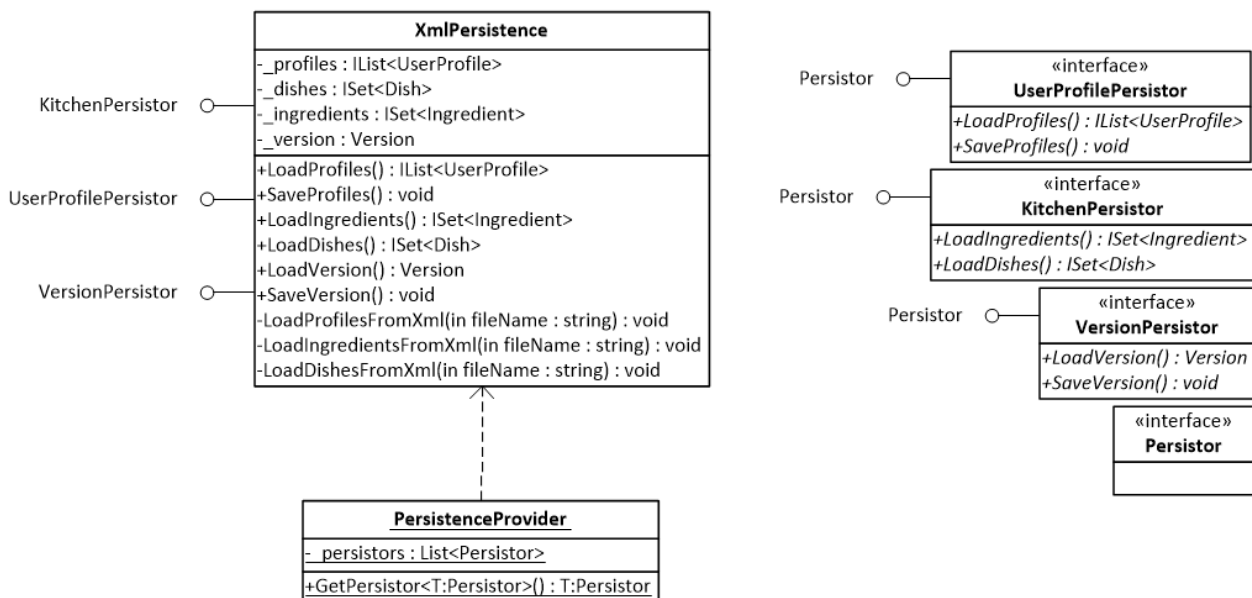 XmlPersistence
-_profiles : IList<UserProfile>
-_dishes : ISet<Dish>
-_ingredients : ISet<Ingredient>
-_version : Version
+LoadProfiles() : IList<UserProfile>
+SaveProfiles() : void
+LoadIngredients() : ISet<Ingredient>
+LoadDishes() : ISet<Dish>
+LoadVersion() : Version
+SaveVersion() : void
-LoadProfilesFromXml(in fileName : string) : void
-LoadIngredientsFromXml(in fileName : string) : void
-LoadDishesFromXml(in fileName : string) : void
KitchenPersistor
UserProfilePersistor
VersionPersistor
PersistenceProvider
-_persistors : List<Persistor>
+GetPersistor<T:Persistor>() : T:Persistor
Persistor
«interface»
UserProfilePersistor
+LoadProfiles() : IList<UserProfile>
+SaveProfiles() : void
Persistor
«interface»
KitchenPersistor
+LoadIngredients() : ISet<Ingredient>
+LoadDishes() : ISet<Dish>
Persistor
«interface»
VersionPersistor
+LoadVersion() : Version
+SaveVersion() : void
«interface»
Persistor